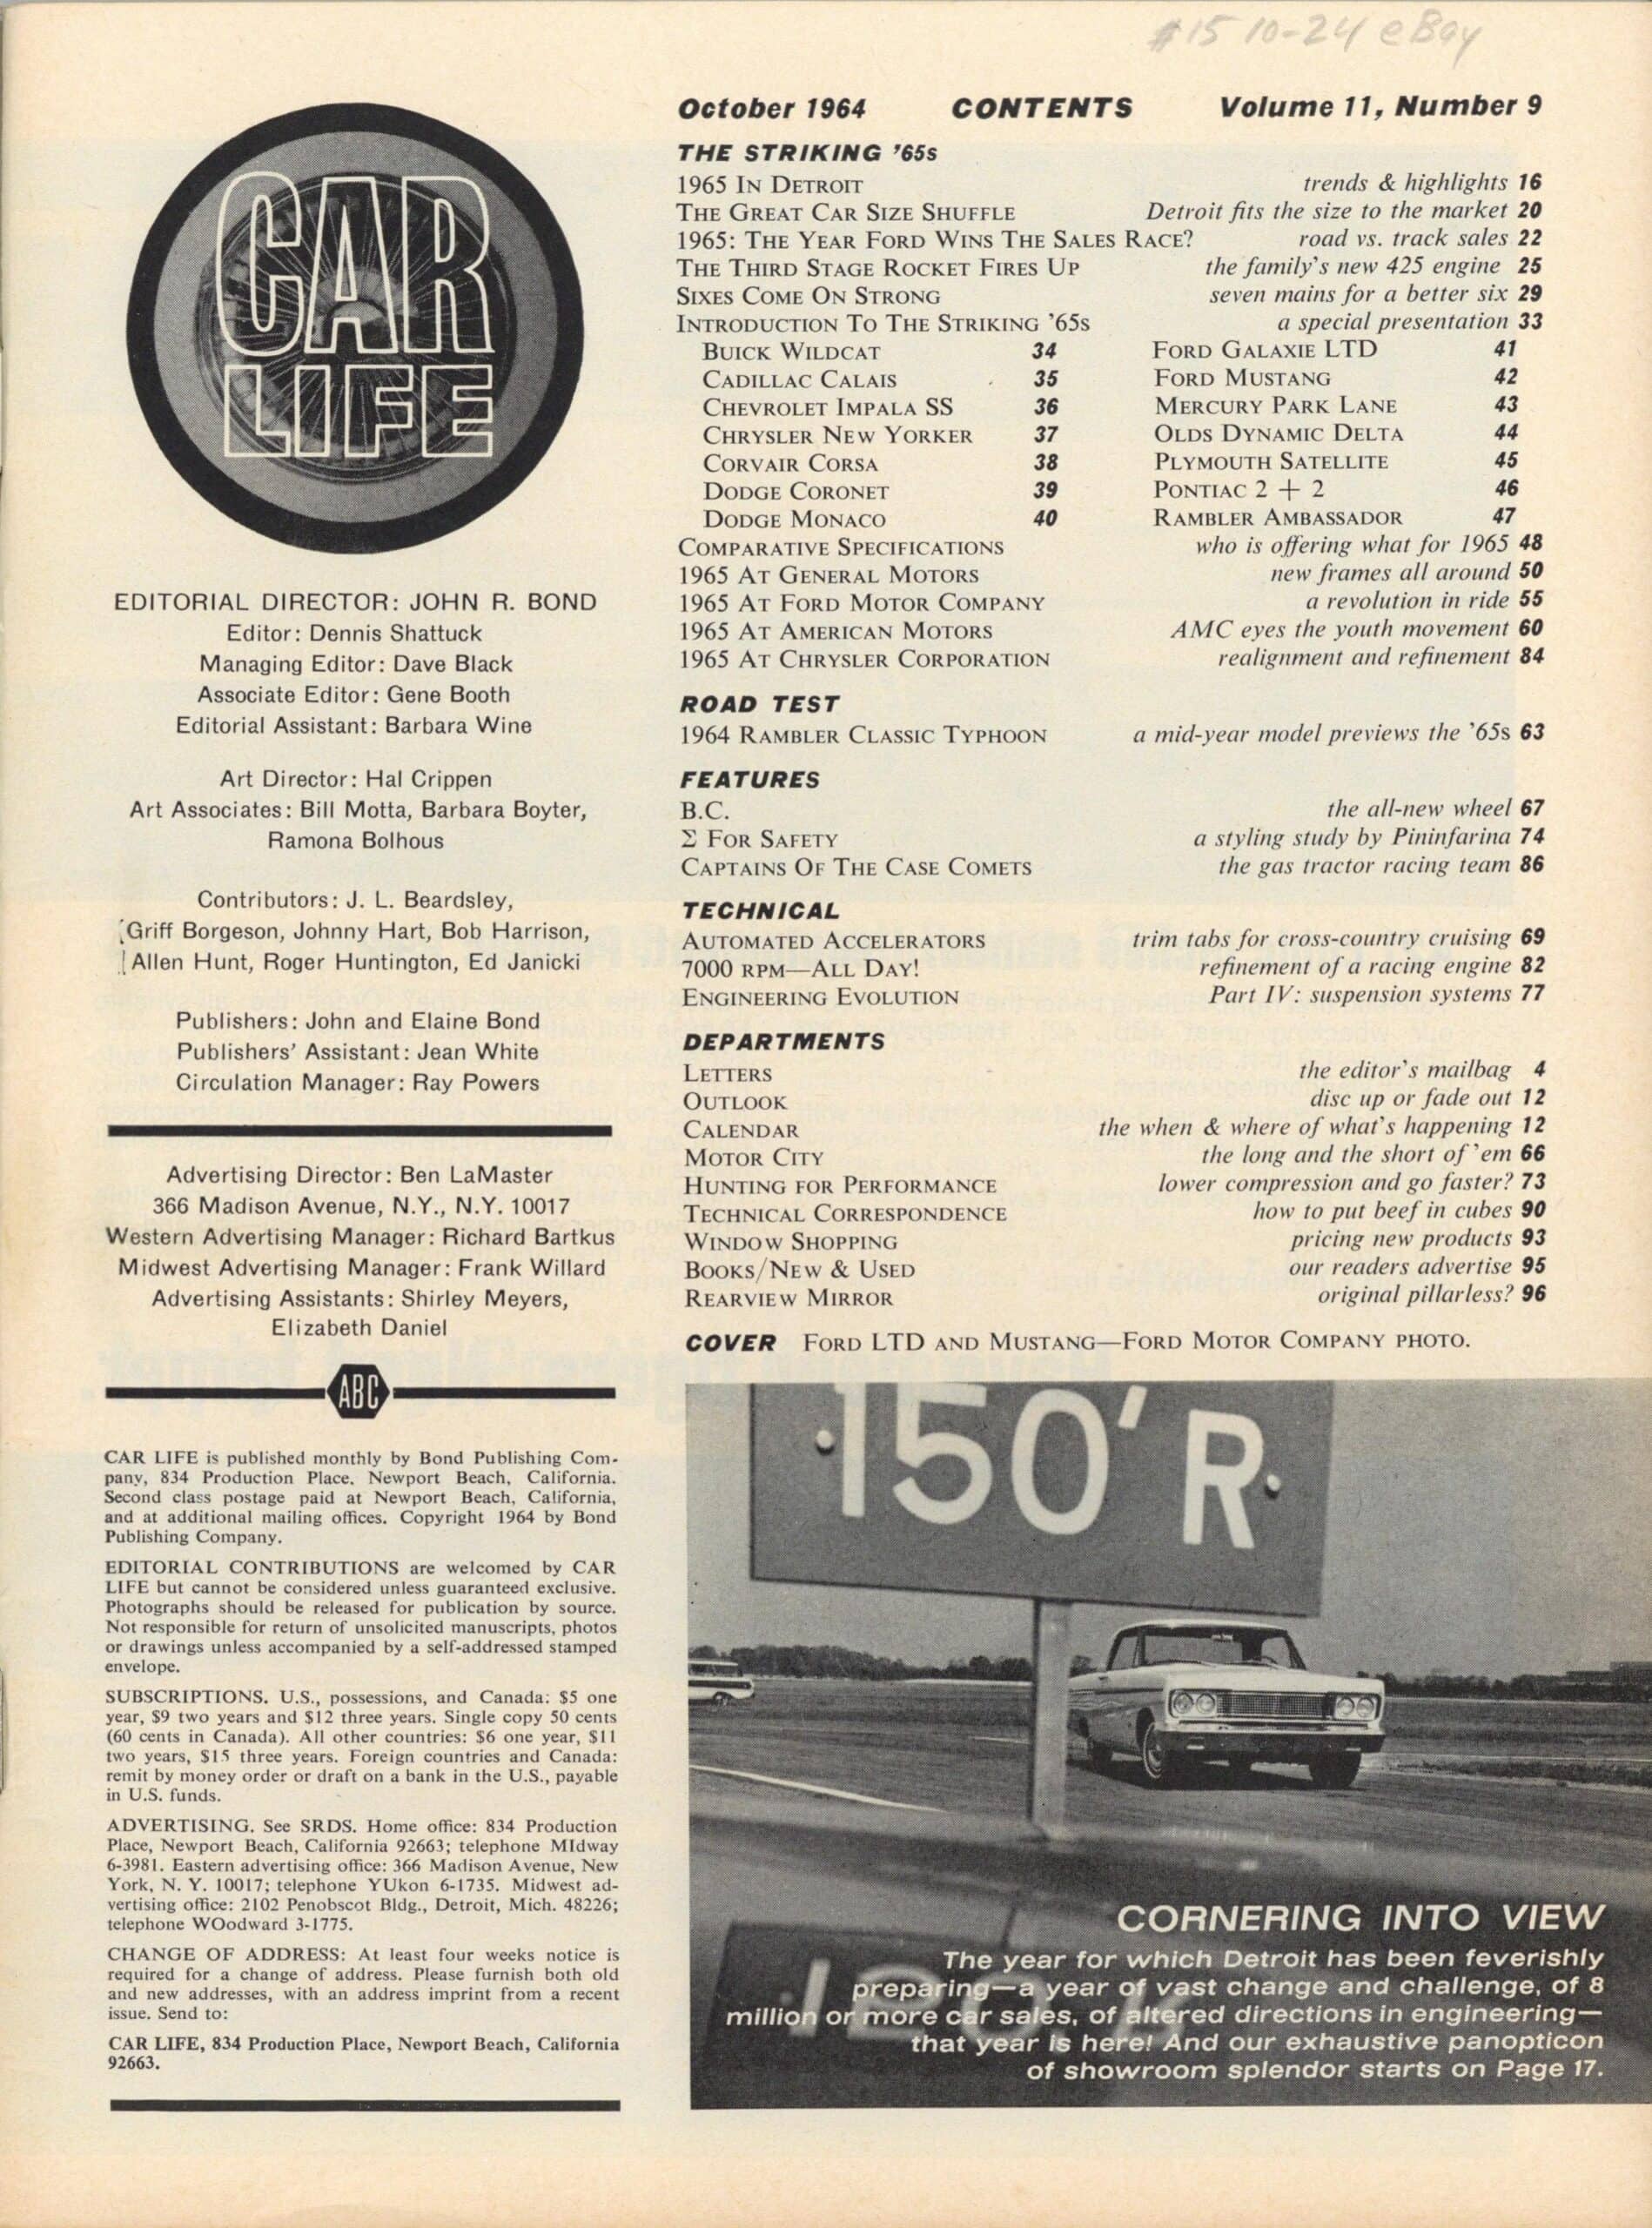 #15 10-24 eBay
CAR
LIFE
EDITORIAL DIRECTOR: JOHN R. BOND
Editor: Dennis Shattuck
Managing Editor: Dave Black
Associate Editor: Gene Booth
Editorial Assistant: Barbara Wine
Art Director: Hal Crippen
Art Associates: Bill Motta, Barbara Boyter,
Ramona Bolhous
Contributors: J. L. Beardsley,
Griff Borgeson, Johnny Hart, Bob Harrison,
Allen Hunt, Roger Huntington, Ed Janicki
Publishers: John and Elaine Bond
Publishers' Assistant: Jean White
Circulation Manager: Ray Powers
Advertising Director: Ben LaMaster
366 Madison Avenue, N.Y., N.Y. 10017
Western Advertising Manager: Richard Bartkus
Midwest Advertising Manager: Frank Willard
Advertising Assistants: Shirley Meyers,
Elizabeth Daniel
ABC
CAR LIFE is published monthly by Bond Publishing Com-
pany, 834 Production Place, Newport Beach, California.
Second class postage paid at Newport Beach, California,
and at additional mailing offices. Copyright 1964 by Bond
Publishing Company.
EDITORIAL CONTRIBUTIONS are welcomed by CAR
LIFE but cannot be considered unless guaranteed exclusive.
Photographs should be released for publication by source.
Not responsible for return of unsolicited manuscripts, photos
or drawings unless accompanied by a self-addressed stamped
envelope.
SUBSCRIPTIONS. U.S., possessions, and Canada: $5 one
year, $9 two years and $12 three years. Single copy 50 cents
(60 cents in Canada). All other countries: $6 one year, $11
two years, $15 three years. Foreign countries and Canada:
remit by money order or draft on a bank in the U.S., payable
in U.S. funds.
ADVERTISING. See SRDS. Home office: 834 Production
Place, Newport Beach, California 92663; telephone MIdway
6-3981. Eastern advertising office: 366 Madison Avenue, New
York, N. Y. 10017; telephone YUkon 6-1735. Midwest ad-
vertising office: 2102 Penobscot Bldg., Detroit, Mich. 48226;
telephone WOodward 3-1775.
CHANGE OF ADDRESS: At least four weeks notice is
required for a change of address. Please furnish both old
and new addresses, with an address imprint from a recent
issue. Send to:
CAR LIFE, 834 Production Place, Newport Beach, California
92663.
October 1964 CONTENTS Volume 11, Number 9
THE STRIKING '65s
1965 IN DETROIT trends & highlights 16
THE GREAT CAR SIZE SHUFFLE Detroit fits the size to the market 20
1965: THE YEAR FORD WINS THE SALES RACE? road vs. track sales 22
THE THIRD STAGE ROCKET FIRES UP the family's new 425 engine 25
SIXES COME ON STRONG seven mains for a better six 29
INTRODUCTION TO THE STRIKING '65s a special presentation 33
BUICK WILDCAT 34 FORD GALAXIE LTD 41
CADILLAC CALAIS 35 FORD MUSTANG 42
CHEVROLET IMPALA SS 36 MERCURY PARK LANE 43
CHRYSLER NEW YORKER 37 OLDS DYNAMIC DELTA 44
CORVAIR CORSA 38 PLYMOUTH SATELLITE 45
DODGE CORONET 39 PONTIAC 2 + 2 46
DODGE MONACO 40 RAMBLER AMBASSADOR 47
COMPARATIVE SPECIFICATIONS who is offering what for 1965 48
1965 AT GENERAL MOTORS new frames all around 50
1965 AT FORD MOTOR COMPANY a revolution in ride 55
1965 AT AMERICAN MOTORS AMC eyes the youth movement 60
1965 AT CHRYSLER CORPORATION realignment and refinement 84
ROAD TEST
1964 RAMBLER CLASSIC TYPHOON a mid-year model previews the '65s 63
FEATURES
B.C. the all-new wheel 67
Σ FOR SAFETY a styling study by Pininfarina 74
CAPTAINS OF THE CASE COMETS the gas tractor racing team 86
TECHNICAL
AUTOMATED ACCELERATORS trim tabs for cross-country cruising 69
7000 RPM—ALL DAY! refinement of a racing engine 82
ENGINEERING EVOLUTION Part IV: suspension systems 77
DEPARTMENTS
LETTERS the editor's mailbag 4
OUTLOOK disc up or fade out 12
CALENDAR the when & where of what's happening 12
MOTOR CITY the long and the short of 'em 66
HUNTING FOR PERFORMANCE lower compression and go faster? 73
TECHNICAL CORRESPONDENCE how to put beef in cubes 90
WINDOW SHOPPING pricing new products 93
BOOKS/NEW & USED our readers advertise 95
REARVIEW MIRROR original pillarless? 96
COVER FORD LTD AND MUSTANG—FORD MOTOR COMPANY PHOTO.
150' R
CORNERING INTO VIEW
The year for which Detroit has been feverishly
preparing—a year of vast change and challenge, of 8
million or more car sales, of altered directions in engineering—
that year is here! And our exhaustive panopticon
of showroom splendor starts on Page 17.